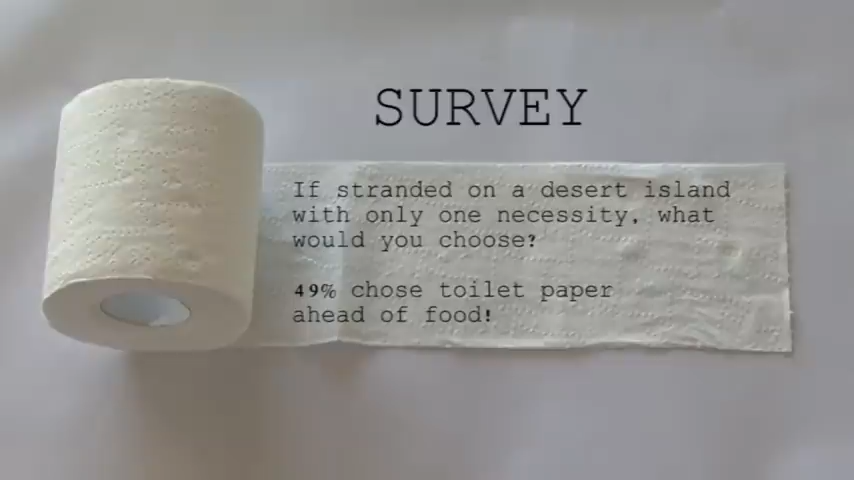 SURVEY
If stranded on a desert island
with only one necessity, what
would you choose?
49% chose toilet paper
ahead of food!